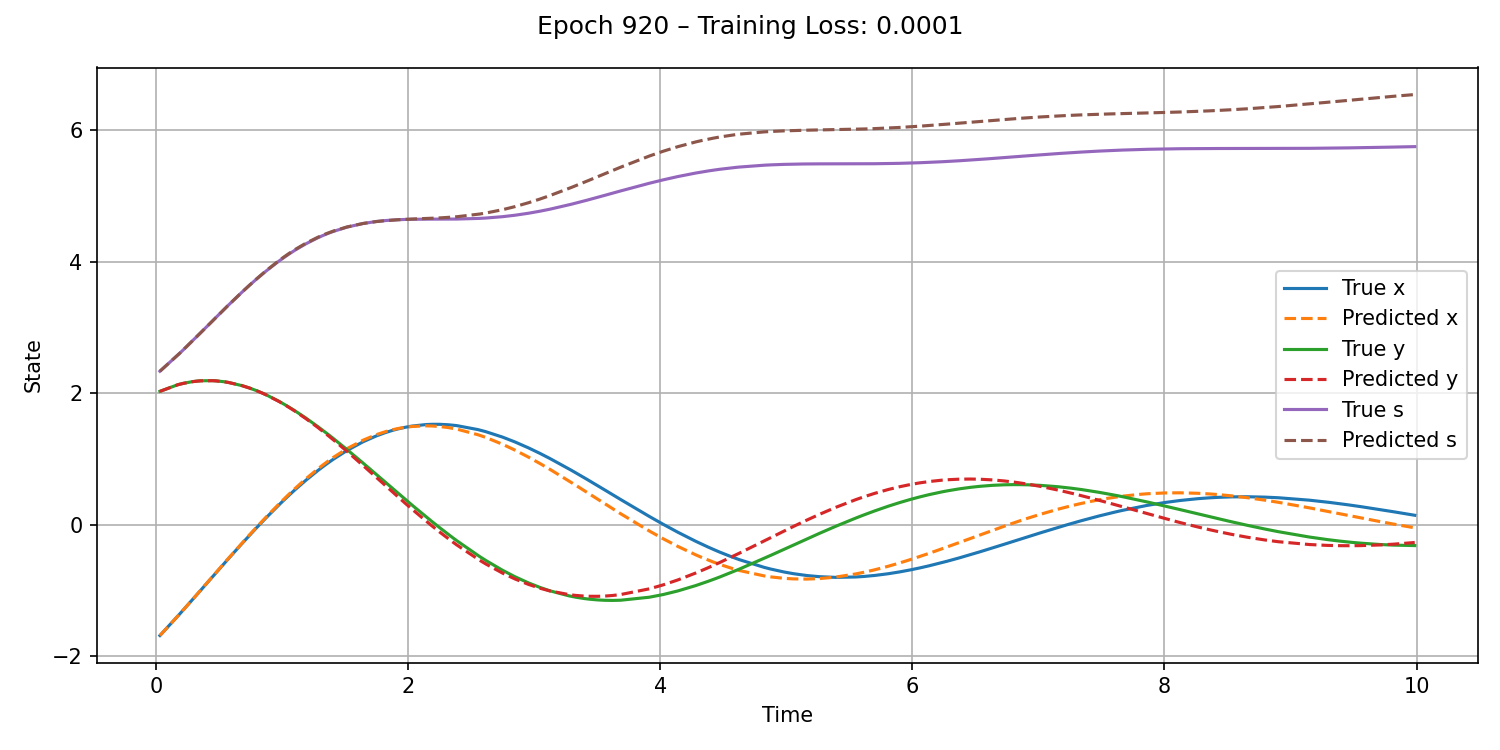 Epoch 920 – Training Loss: 0.0001
State
6
4
2
0
−2
True x
Predicted x
True y
Predicted y
True s
Predicted s
0 2 4 6 8 10
Time